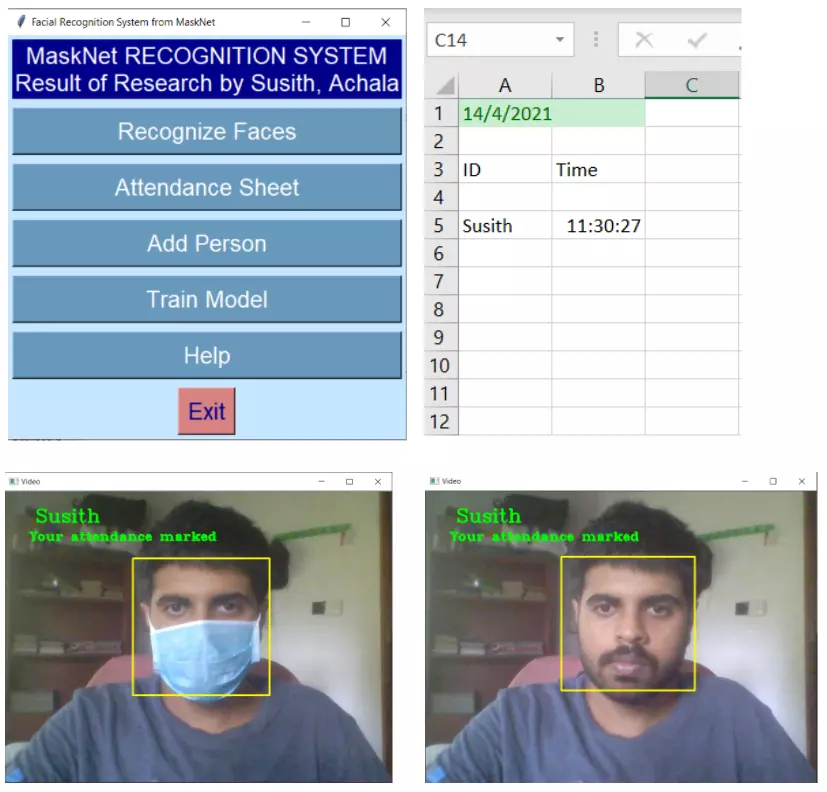 Facial Recognition System from MaskNet
MaskNet RECOGNITION SYSTEM
Result of Research by Susith, Achala
Recognize Faces
Attendance Sheet
Add Person
Train Model
Help
Exit
C14
A B C
1 14/4/2021
2
3 ID Time
4
5 Susith 11:30:27
6
7
8
9
10
11
12
Video
Susith
Your attendance marked
Video
Susith
Your attendance marked